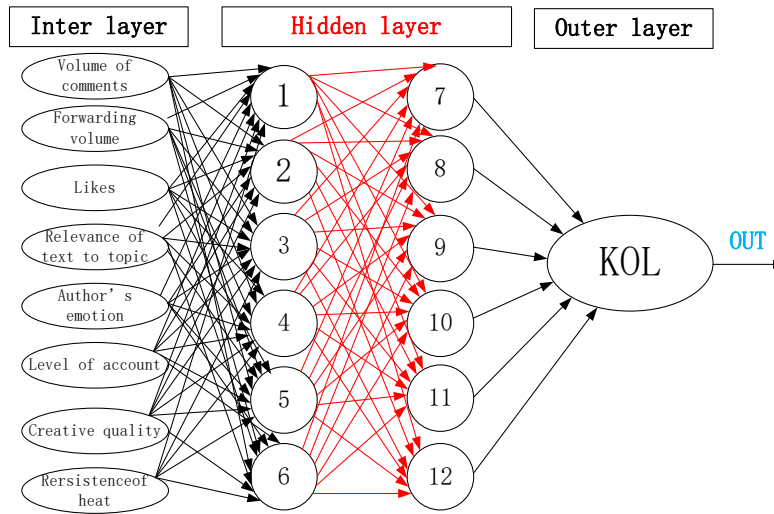 Inter layer
Hidden layer
Outer layer
Volume of
comments
Forwarding
volume
Likes
Relevance of
text to topic
Author's
emotion
Level of account
Creative quality
Rersistenceof
heat
1
2
3
4
5
6
7
8
9
10
11
12
KOL
OUT